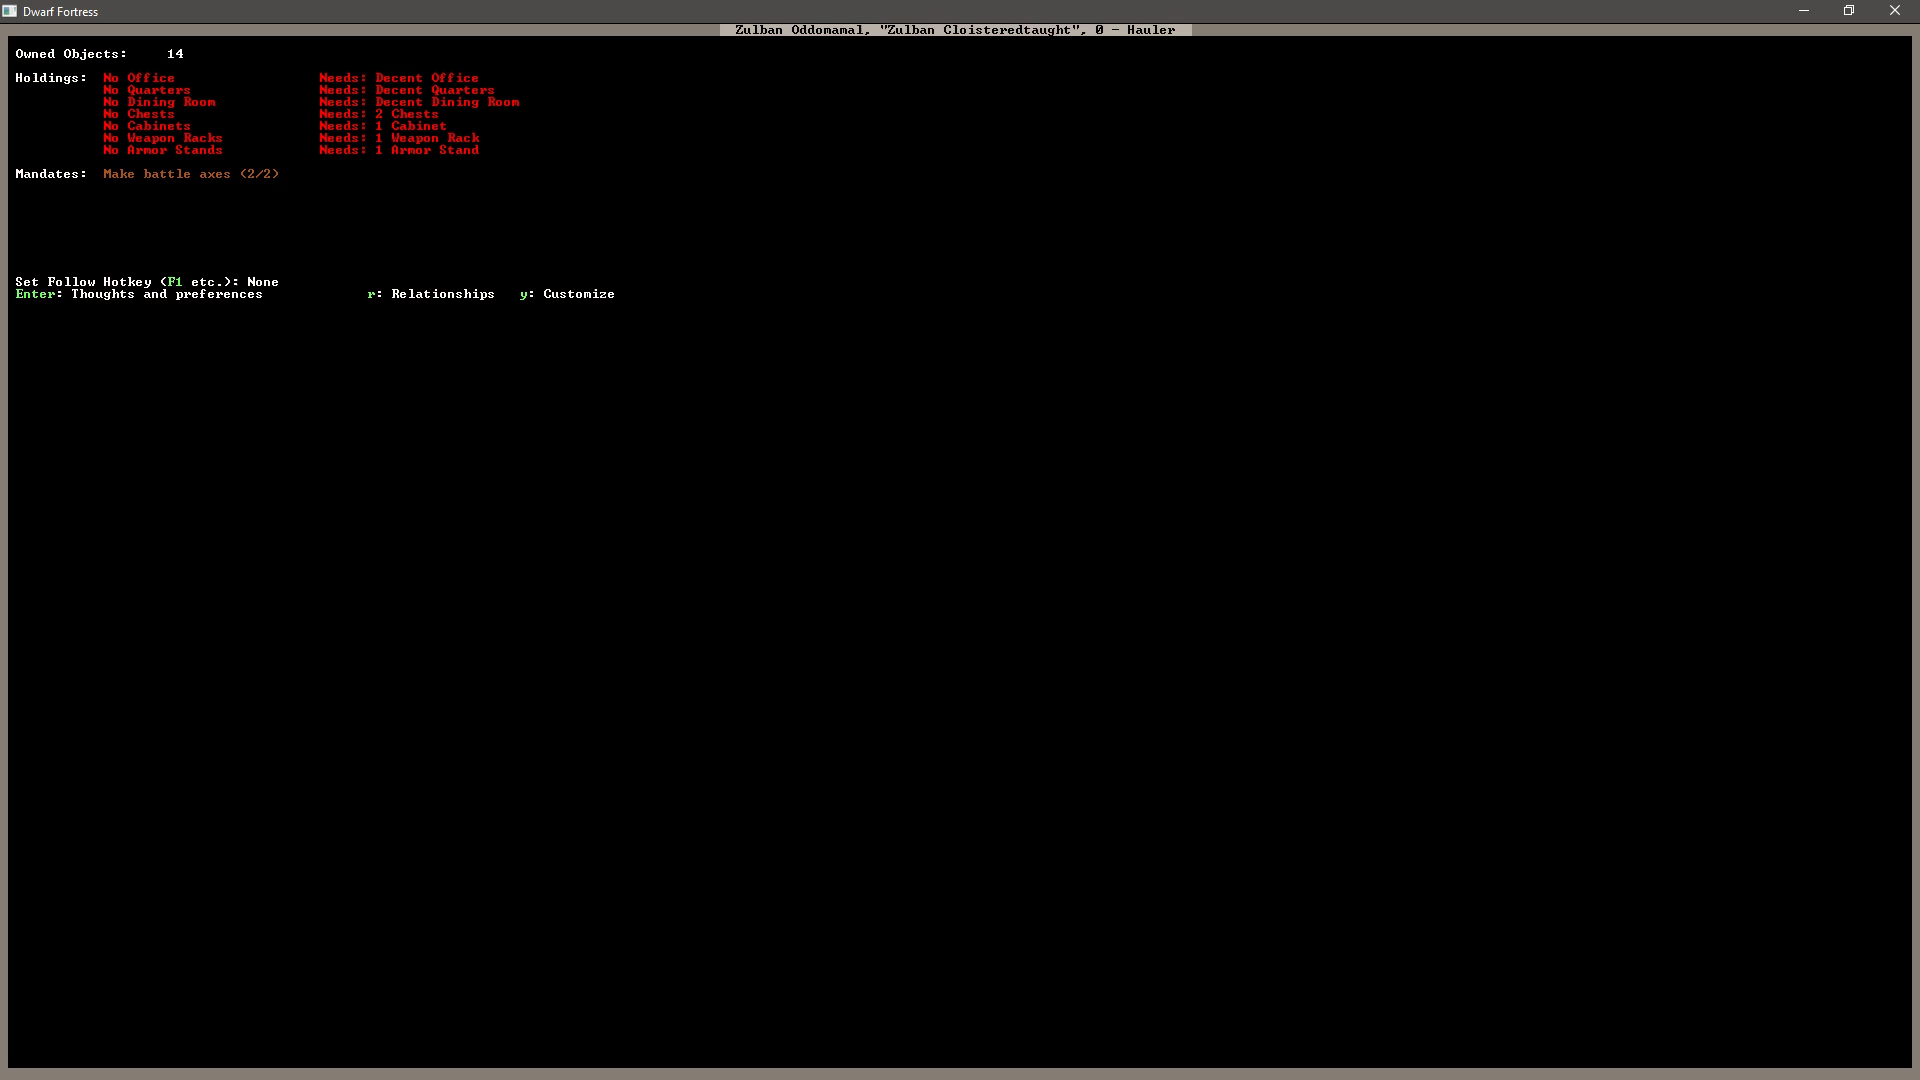 Dwarf Fortress
Zulban Oddomamal, "Zulban Cloisteredtaught", 0 - Hauler
Owned Objects: 14
Holdings: No Office Needs: Decent Office
No Quarters Needs: Decent Quarters
No Dining Room Needs: Decent Dining Room
No Chests Needs: 2 Chests
No Cabinets Needs: 1 Cabinet
No Weapon Racks Needs: 1 Weapon Rack
No Armor Stands Needs: 1 Armor Stand
Mandates: Make battle axes (2/2)
Set Follow Hotkey (F1 etc.): None
Enter: Thoughts and preferences r: Relationships y: Customize